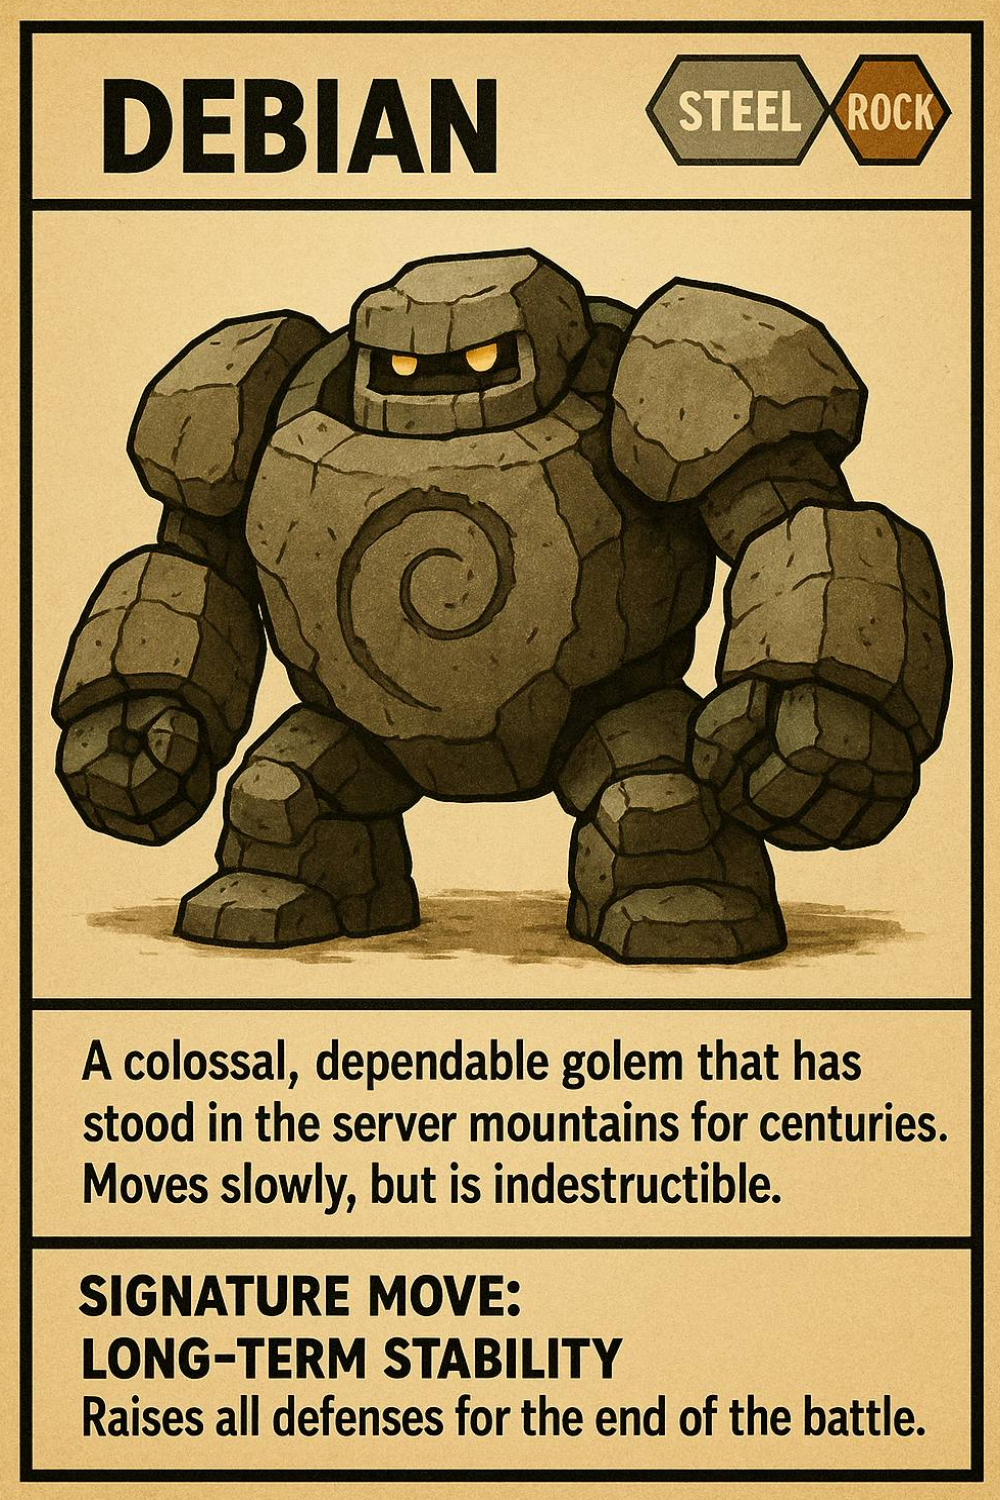 DEBIAN
STEEL ROCK
A colossal, dependable golem that has
stood in the server mountains for centuries.
Moves slowly, but is indestructible.
SIGNATURE MOVE:
LONG-TERM STABILITY
Raises all defenses for the end of the battle.